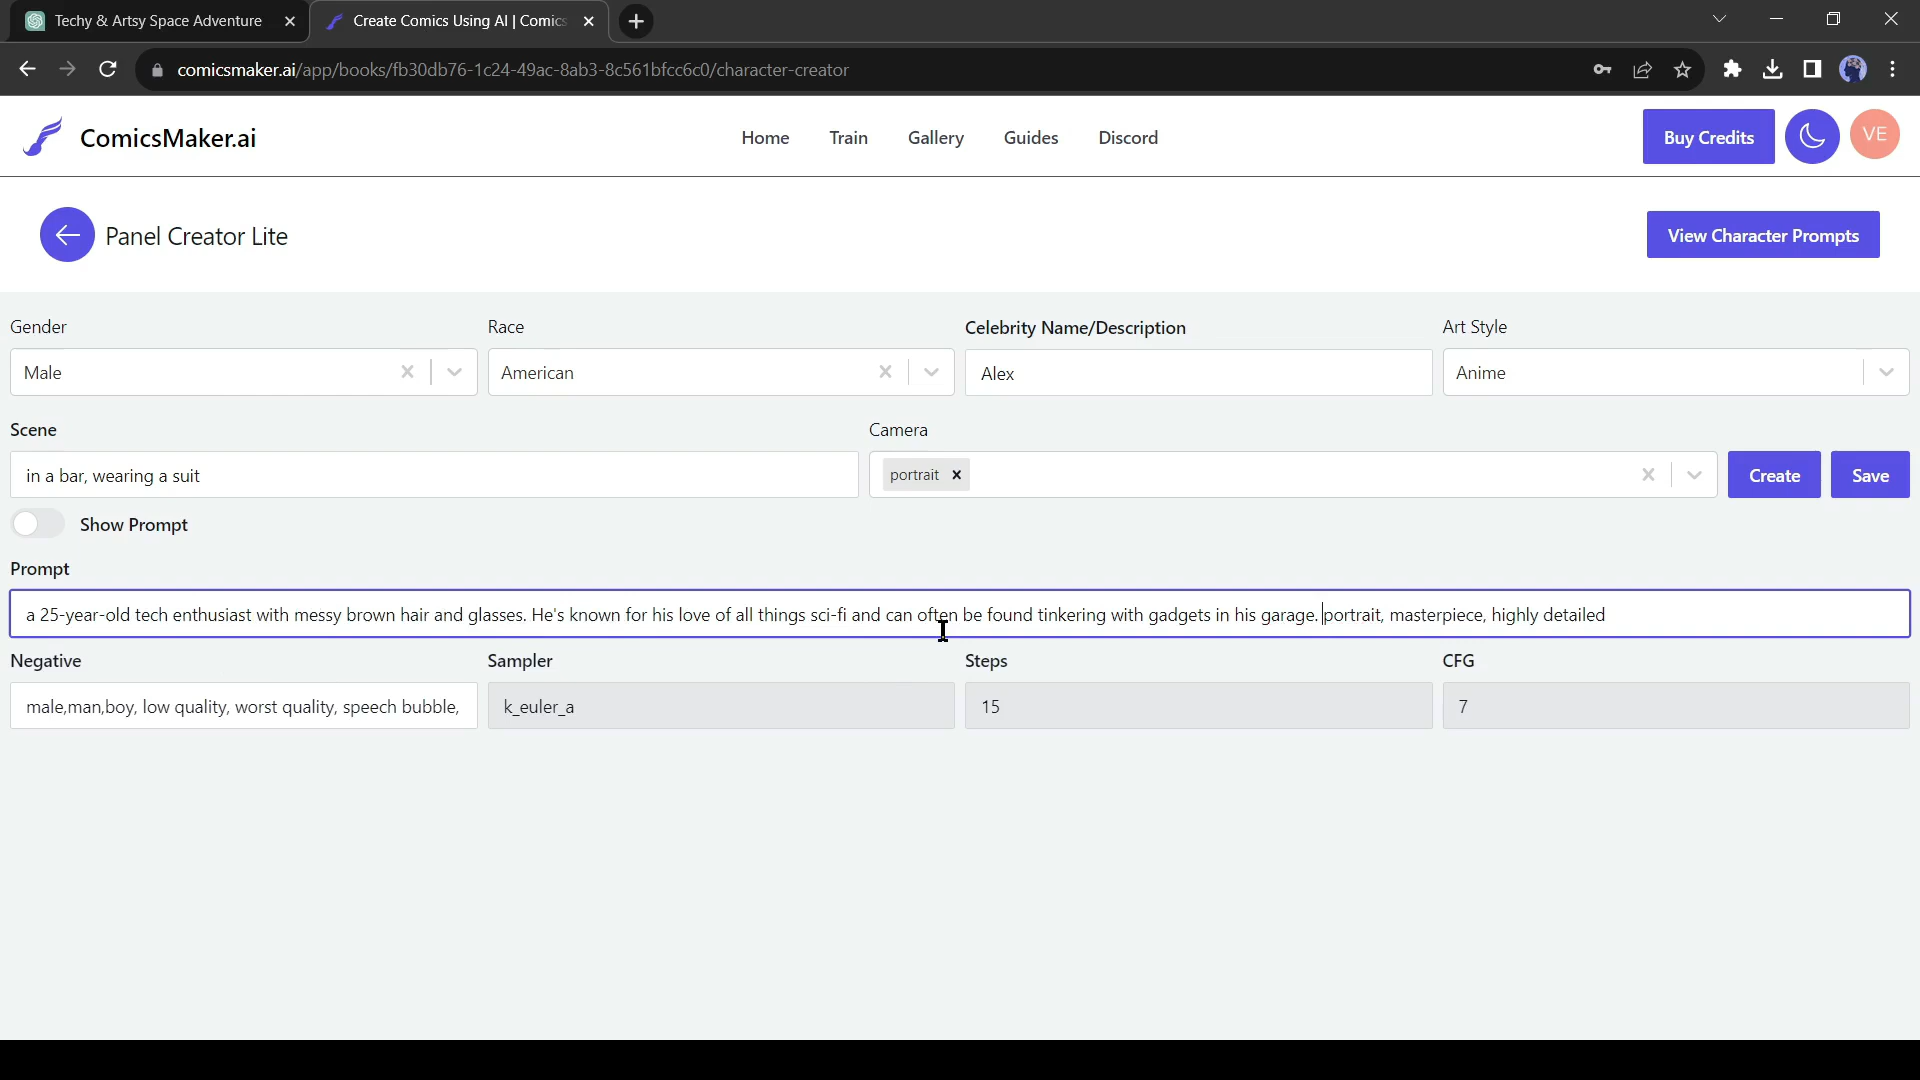 Techy & Artsy Space Adventure
Create Comics Using AI | Comics
comicsmaker.ai/app/books/fb30db76-1c24-49ac-8ab3-8c561bfcc6c0/character-creator
ComicsMaker.ai
Home
Train
Gallery
Guides
Discord
Buy Credits
VE
Panel Creator Lite
View Character Prompts
Gender
Race
Celebrity Name/Description
Art Style
Male
American
Alex
Anime
Scene
Camera
in a bar, wearing a suit
portrait
Create
Save
Show Prompt
Prompt
a 25-year-old tech enthusiast with messy brown hair and glasses. He's known for his love of all things sci-fi and can often be found tinkering with gadgets in his garage. portrait, masterpiece, highly detailed
Negative
Sampler
Steps
CFG
male,man,boy, low quality, worst quality, speech bubble,
k_euler_a
15
7